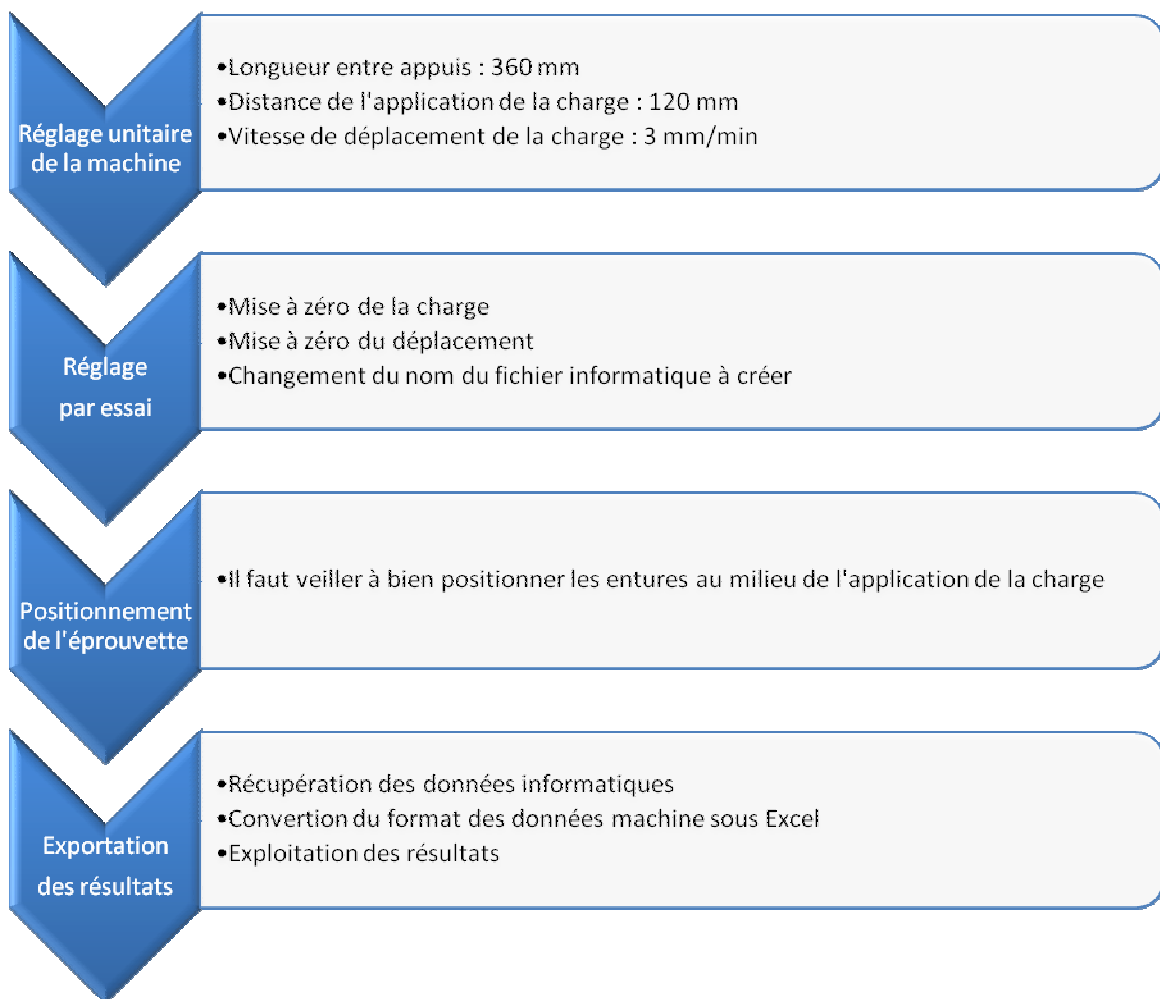 Réglage unitaire
de la machine
•Longueur entre appuis : 360 mm
•Distance de l'application de la charge : 120 mm
•Vitesse de déplacement de la charge : 3 mm/min
Réglage
par essai
•Mise à zéro de la charge
•Mise à zéro du déplacement
•Changement du nom du fichier informatique à créer
Positionnement
de l'éprouvette
•Il faut veiller à bien positionner les entures au milieu de l'application de la charge
Exportation
des résultats
•Récupération des données informatiques
•Convertion du format des données machine sous Excel
•Exploitation des résultats